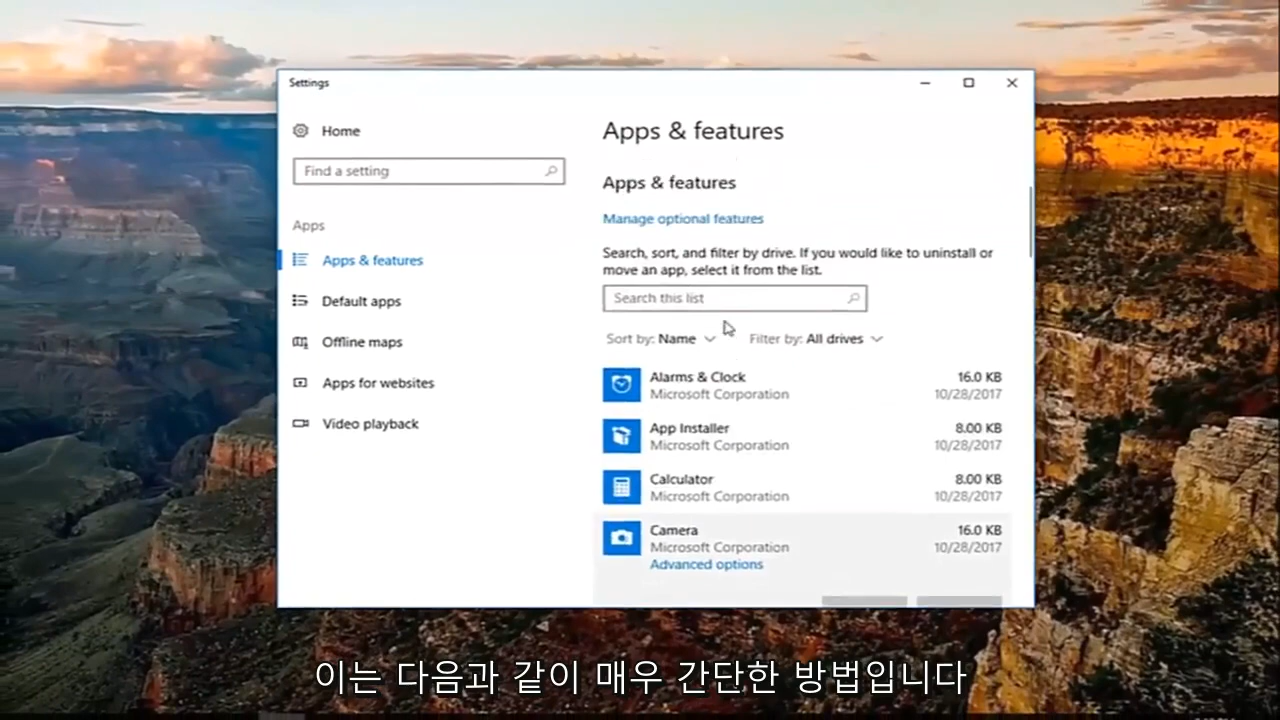 Settings
Home
Find a setting
Apps
Apps & features
Default apps
Offline maps
Apps for websites
Video playback
Apps & features
Apps & features
Manage optional features
Search, sort, and filter by drive. If you would like to uninstall or
move an app, select it from the list.
Search this list
Sort by: Name Filter by: All drives
Alarms & Clock 16.0 KB
Microsoft Corporation 10/28/2017
App Installer 8.00 KB
Microsoft Corporation 10/28/2017
Calculator 8.00 KB
Microsoft Corporation 10/28/2017
Camera 16.0 KB
Microsoft Corporation 10/28/2017
Advanced options
이는 다음과 같이 매우 간단한 방법입니다